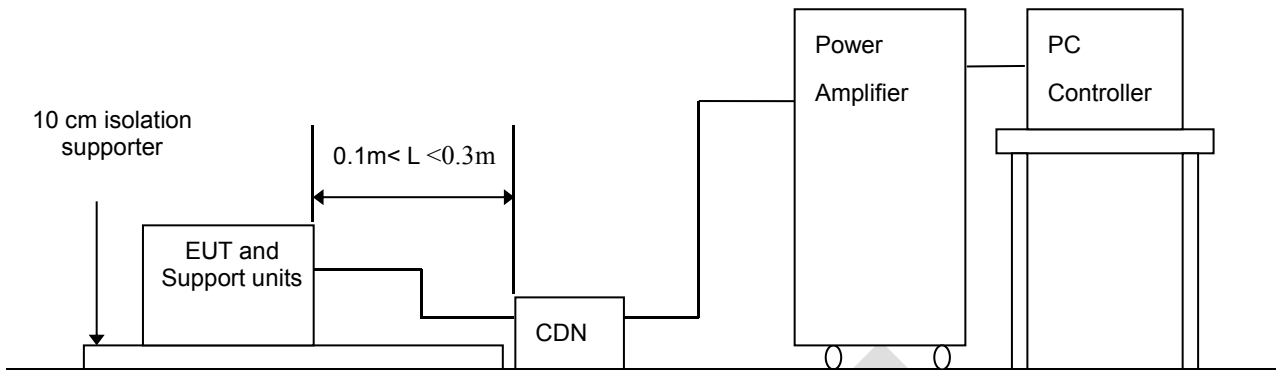 10 cm isolation
supporter
0.1m< L <0.3m
EUT and
Support units
CDN
Power
Amplifier
PC
Controller